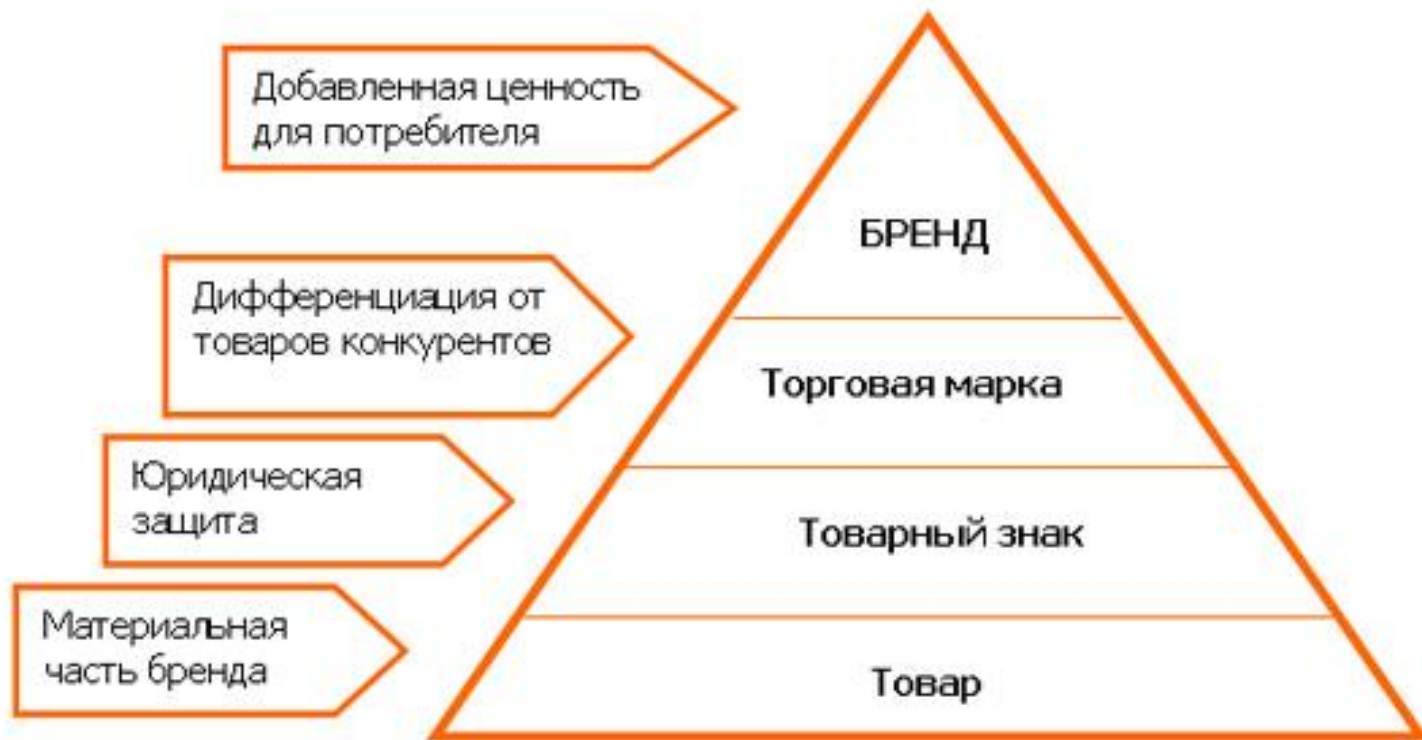 Добавленная ценность
для потребителя
БРЕНД
Дифференциация от
товаров конкурентов
Торговая марка
Юридическая
защита
Товарный знак
Материальная
часть бренда
Товар